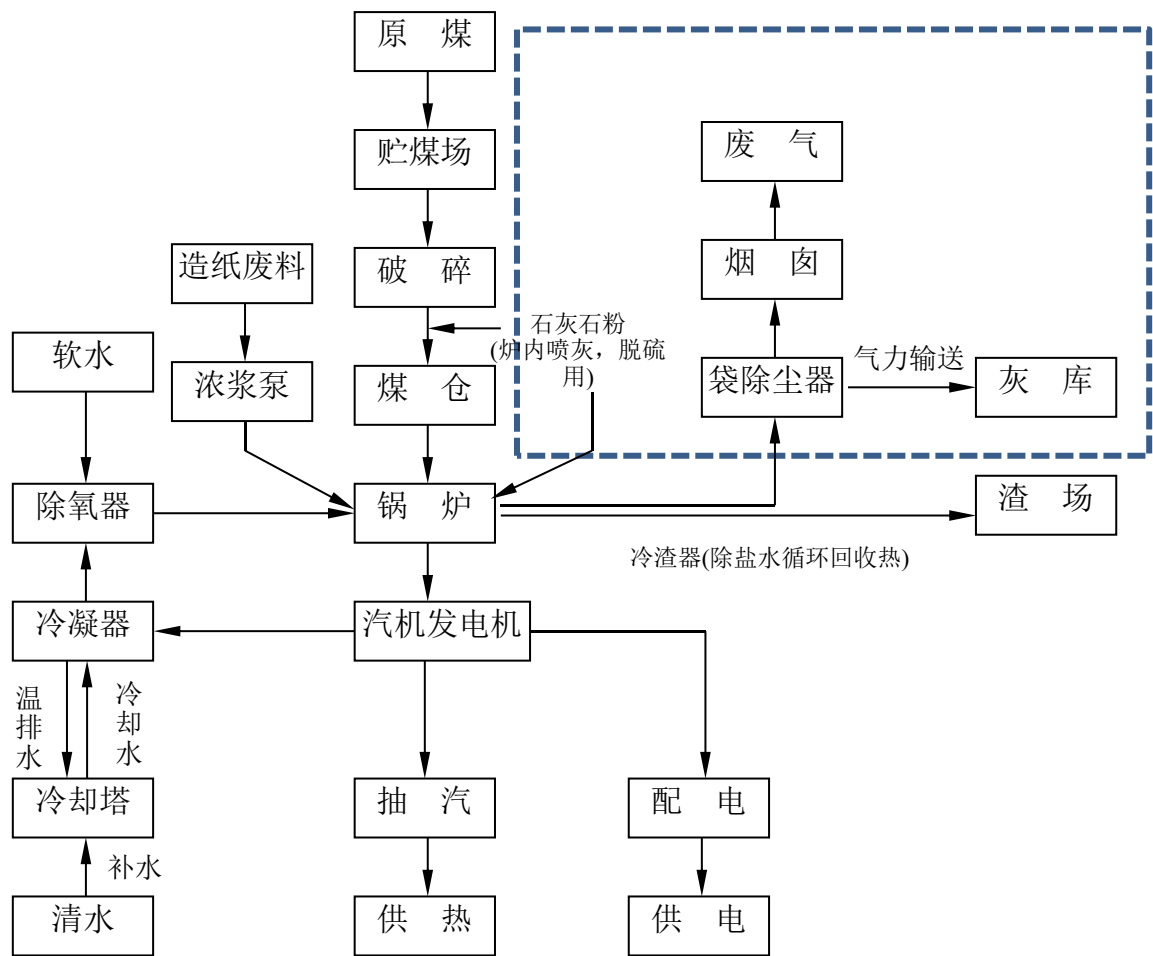 原 煤
贮煤场
废 气
造纸废料
破 碎
烟 囱
软水
石灰石粉
(炉内喷灰，脱硫
用)
浓浆泵
煤 仓
袋除尘器
气力输送
灰 库
除氧器
锅 炉
渣 场
冷渣器(除盐水循环回收热)
冷凝器
汽机发电机
温
排
水
冷
却
水
冷却塔
抽 汽
配 电
补水
清水
供 热
供 电